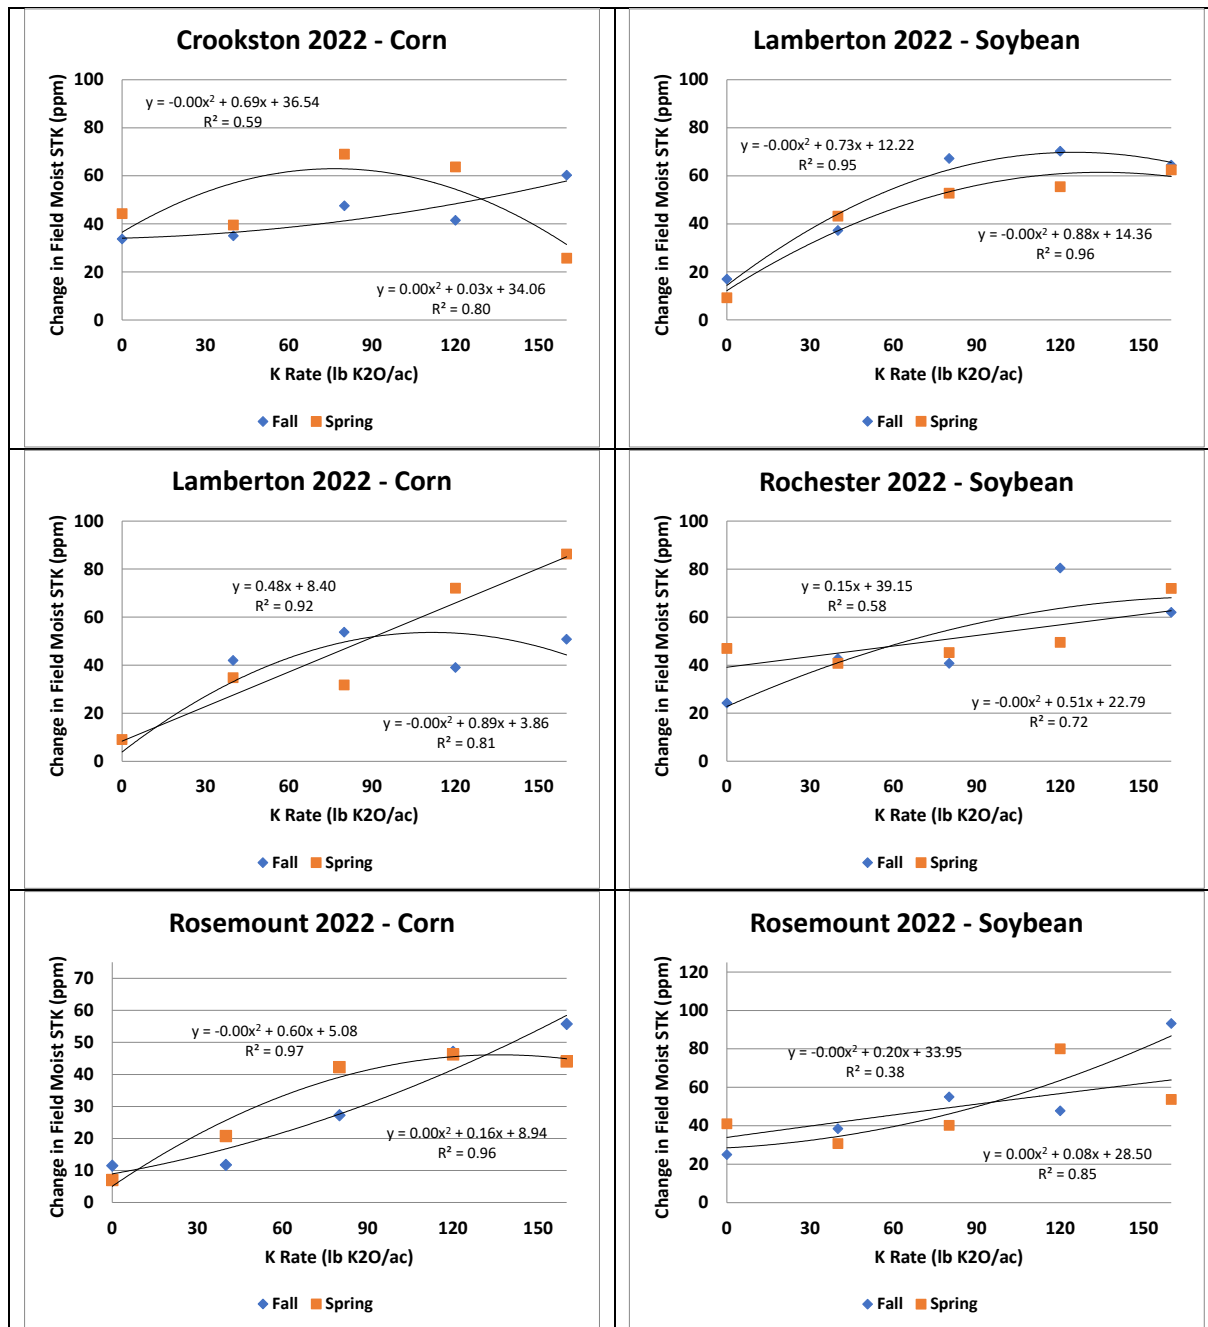 Crookston 2022 - Corn
Change in Field Moist STK (ppm)
100
80
60
40
20
0
y = -0.00x² + 0.69x + 36.54
R² = 0.59
y = 0.00x² + 0.03x + 34.06
R² = 0.80
0 30 60 90 120 150
K Rate (lb K2O/ac)
Fall Spring
Lamberton 2022 - Soybean
Change in Field Moist STK (ppm)
100
80
60
40
20
0
y = -0.00x² + 0.73x + 12.22
R² = 0.95
y = -0.00x² + 0.88x + 14.36
R² = 0.96
0 30 60 90 120 150
K Rate (lb K2O/ac)
Fall Spring
Lamberton 2022 - Corn
Change in Field Moist STK (ppm)
100
80
60
40
20
0
y = 0.48x + 8.40
R² = 0.92
y = -0.00x² + 0.89x + 3.86
R² = 0.81
0 30 60 90 120 150
K Rate (lb K2O/ac)
Fall Spring
Rochester 2022 - Soybean
Change in Field Moist STK (ppm)
100
80
60
40
20
0
y = 0.15x + 39.15
R² = 0.58
y = -0.00x² + 0.51x + 22.79
R² = 0.72
0 30 60 90 120 150
K Rate (lb K2O/ac)
Fall Spring
Rosemount 2022 - Corn
Change in Field Moist STK (ppm)
70
60
50
40
30
20
10
0
y = -0.00x² + 0.60x + 5.08
R² = 0.97
y = 0.00x² + 0.16x + 8.94
R² = 0.96
0 30 60 90 120 150
K Rate (lb K2O/ac)
Fall Spring
Rosemount 2022 - Soybean
Change in Field Moist STK (ppm)
120
100
80
60
40
20
0
y = -0.00x² + 0.20x + 33.95
R² = 0.38
y = 0.00x² + 0.08x + 28.50
R² = 0.85
0 30 60 90 120 150
K Rate (lb K2O/ac)
Fall Spring